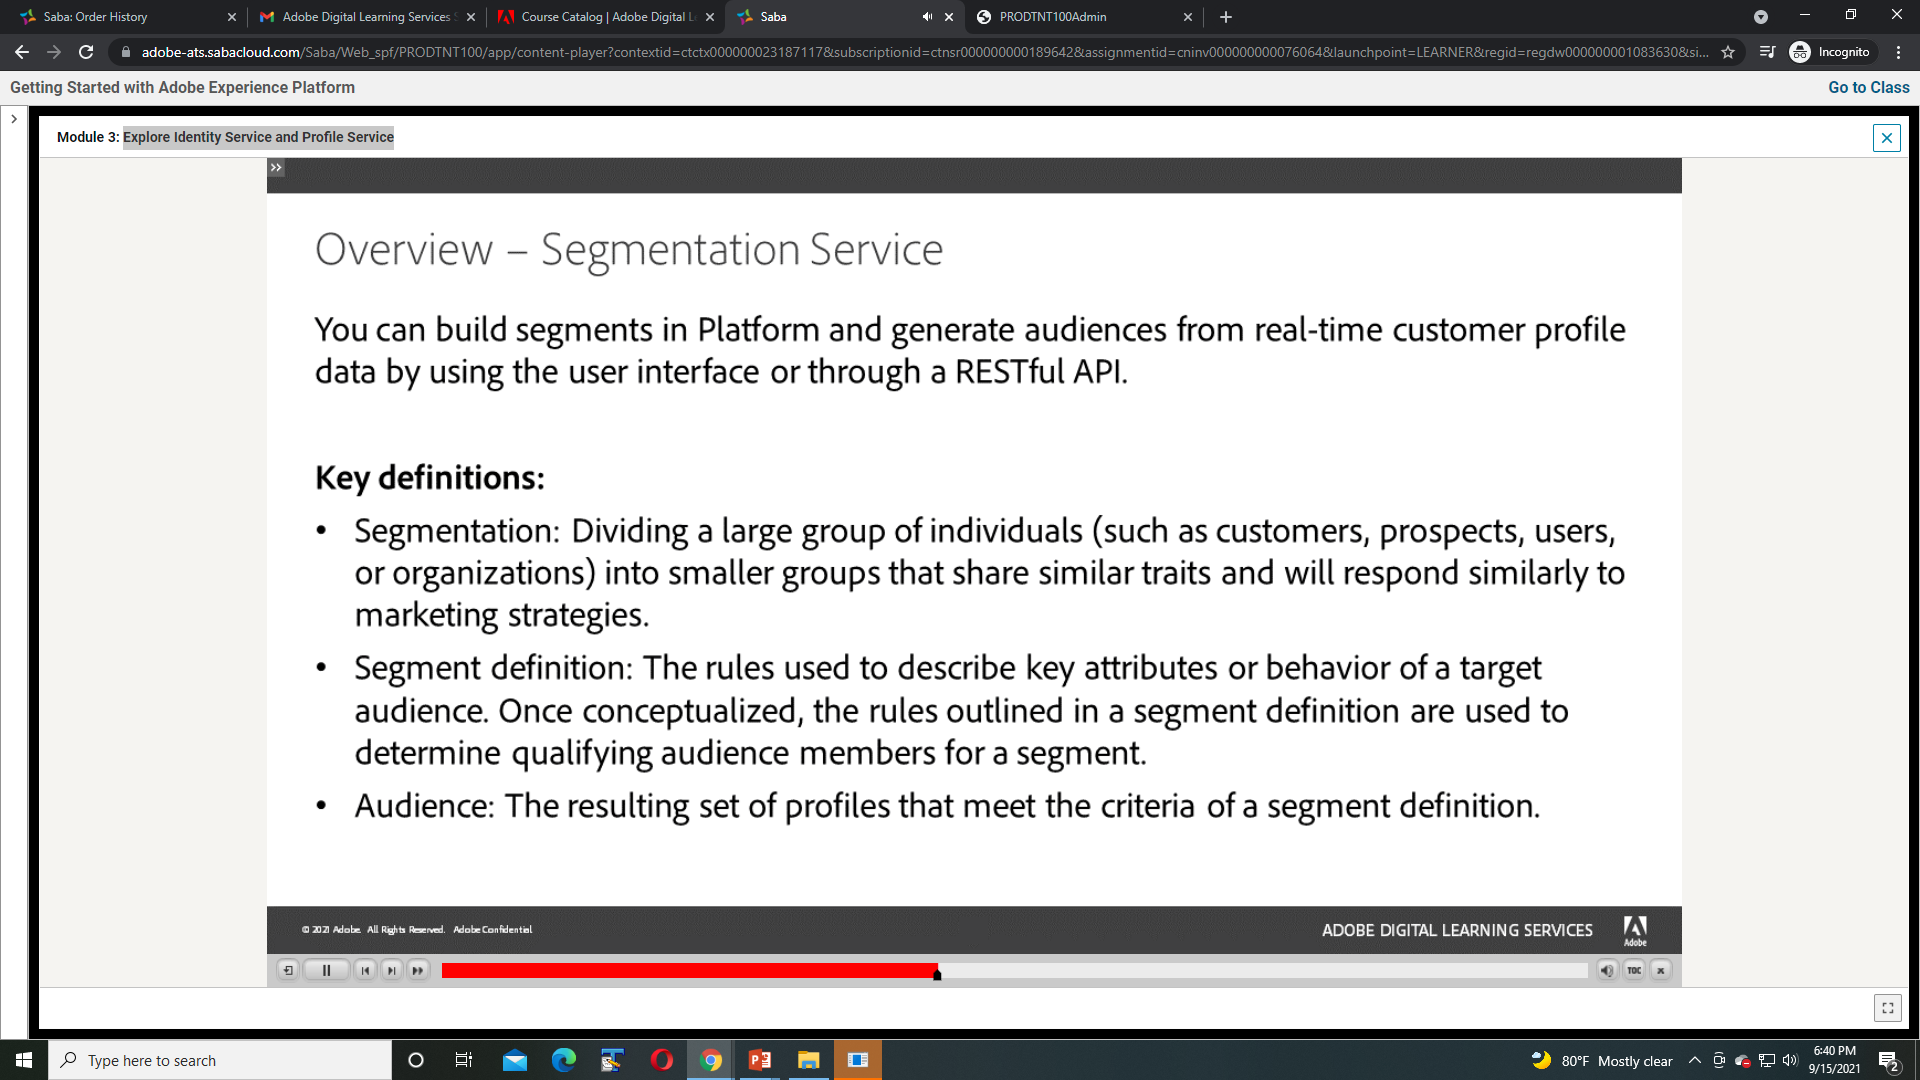 Saba: Order History
Adobe Digital Learning Services S
Course Catalog | Adobe Digital L
Saba
PRODTNT100Admin
adobe-ats.sabacloud.com/Saba/Web_spf/PRODTNT100/app/content-player?contextid=ctctx000000023187117&subscriptionid=ctnsr000000000189642&assignmentid=cninv000000000076064&launchpoint=LEARNER&regid=regdw000000001083630&si...
Incognito
Getting Started with Adobe Experience Platform
Go to Class
Module 3: Explore Identity Service and Profile Service
Overview – Segmentation Service
You can build segments in Platform and generate audiences from real-time customer profile
data by using the user interface or through a RESTful API.
Key definitions:
• Segmentation: Dividing a large group of individuals (such as customers, prospects, users,
or organizations) into smaller groups that share similar traits and will respond similarly to
marketing strategies.
• Segment definition: The rules used to describe key attributes or behavior of a target
audience. Once conceptualized, the rules outlined in a segment definition are used to
determine qualifying audience members for a segment.
• Audience: The resulting set of profiles that meet the criteria of a segment definition.
© 2021 Adobe. All Rights Reserved. Adobe Confidential
ADOBE DIGITAL LEARNING SERVICES
Adobe
TOC
Type here to search
80°F Mostly clear
6:40 PM
9/15/2021
2